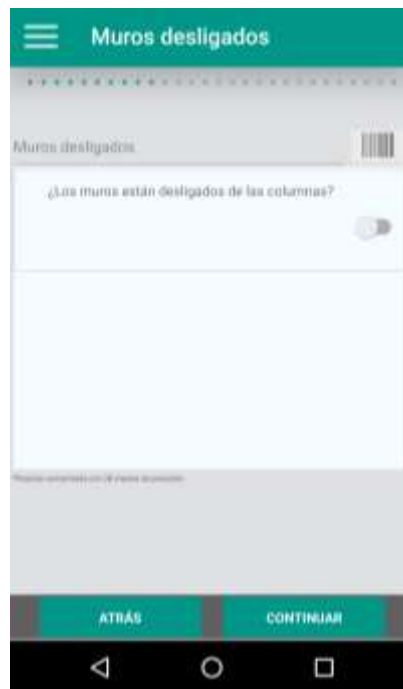 Muros desligados
Muros desligados
¿Los muros están desligados de las columnas?
ATRÁS
CONTINUAR